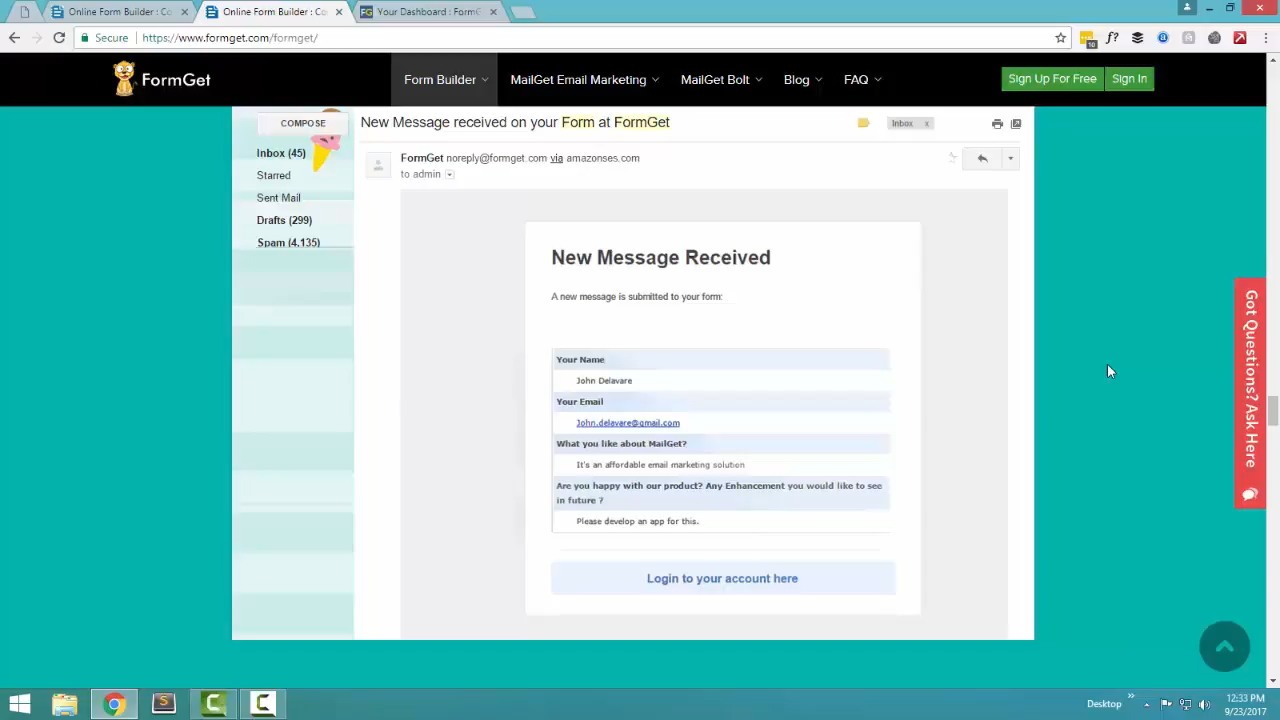 Online Form Builder : Co
Online Form Builder : Co
FG Your Dashboard : FormG
Secure https://www.formget.com/formget/
10
f?
FormGet
Form Builder
MailGet Email Marketing
MailGet Bolt
Blog
FAQ
Sign Up For Free
Sign In
COMPOSE
Inbox (45)
Starred
Sent Mail
Drafts (299)
Spam (4,135)
New Message received on your Form at FormGet
Inbox x
FormGet noreply@formget.com via amazonses.com
to admin
New Message Received
A new message is submitted to your form:
Your Name
John Delavare
Your Email
John.delavare@gmail.com
What you like about MailGet?
It's an affordable email marketing solution
Are you happy with our product? Any Enhancement you would like to see
in future ?
Please develop an app for this.
Login to your account here
Got Questions? Ask Here
Desktop
12:33 PM
9/23/2017